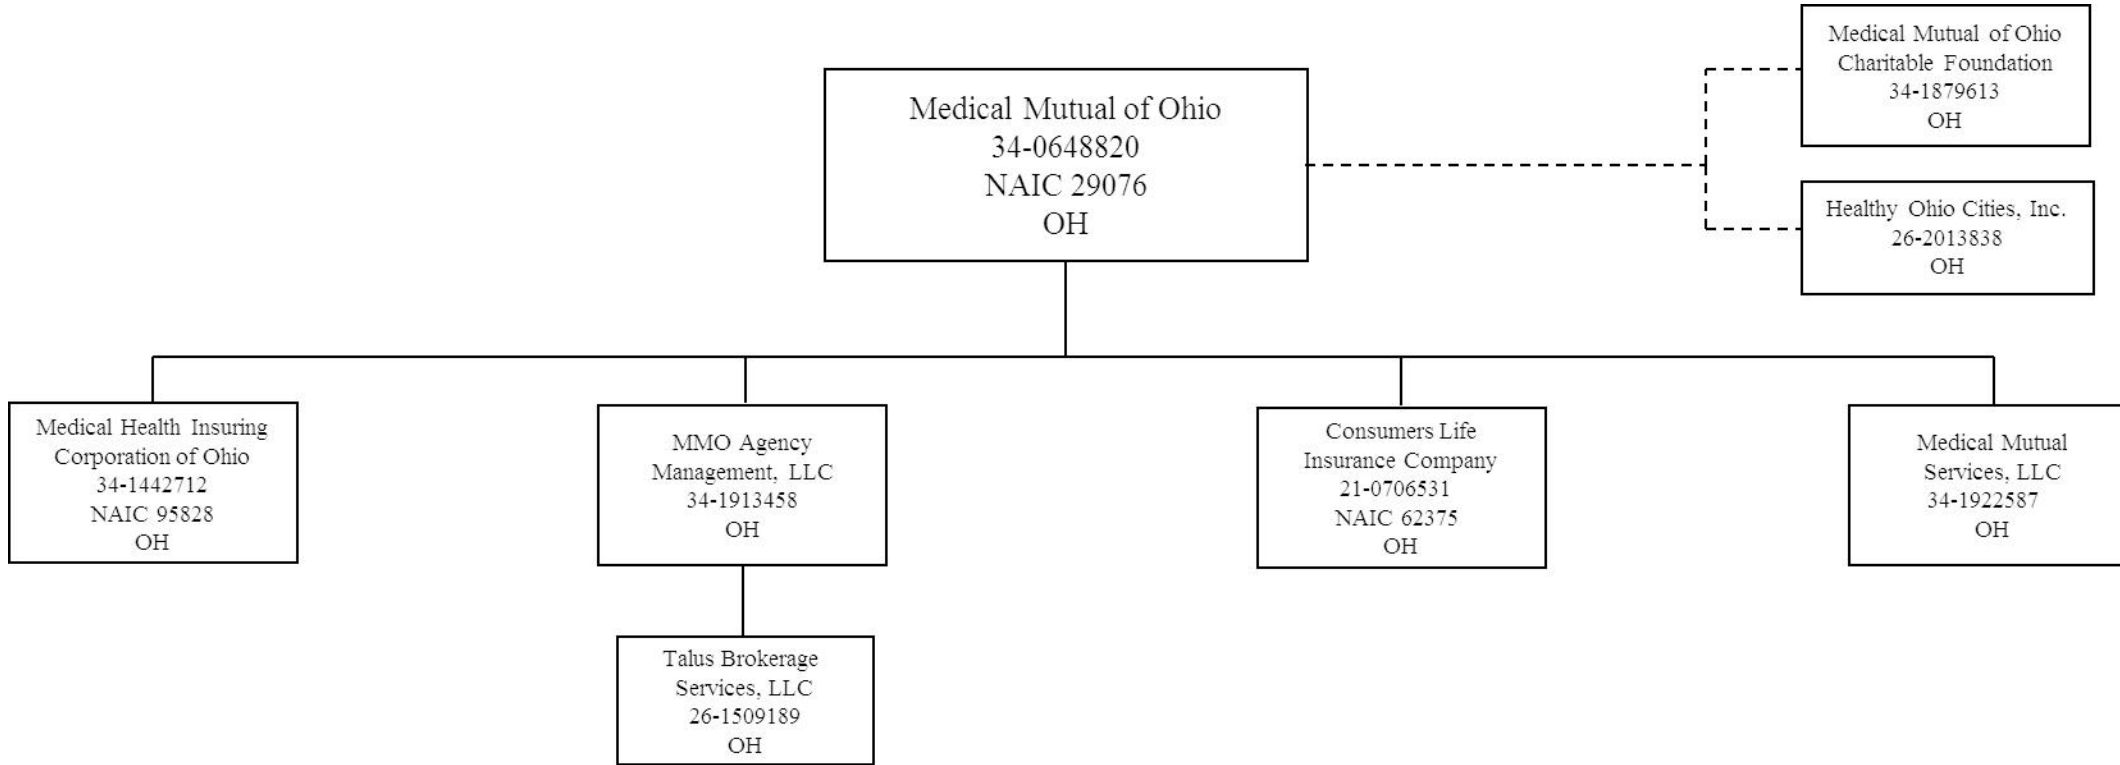 Medical Mutual of Ohio
34-0648820
NAIC 29076
OH
Medical Mutual of Ohio
Charitable Foundation
34-1879613
OH
Healthy Ohio Cities, Inc.
26-2013838
OH
Medical Health Insuring
Corporation of Ohio
34-1442712
NAIC 95828
OH
MMO Agency
Management, LLC
34-1913458
OH
Consumers Life
Insurance Company
21-0706531
NAIC 62375
OH
Medical Mutual
Services, LLC
34-1922587
OH
Talus Brokerage
Services, LLC
26-1509189
OH